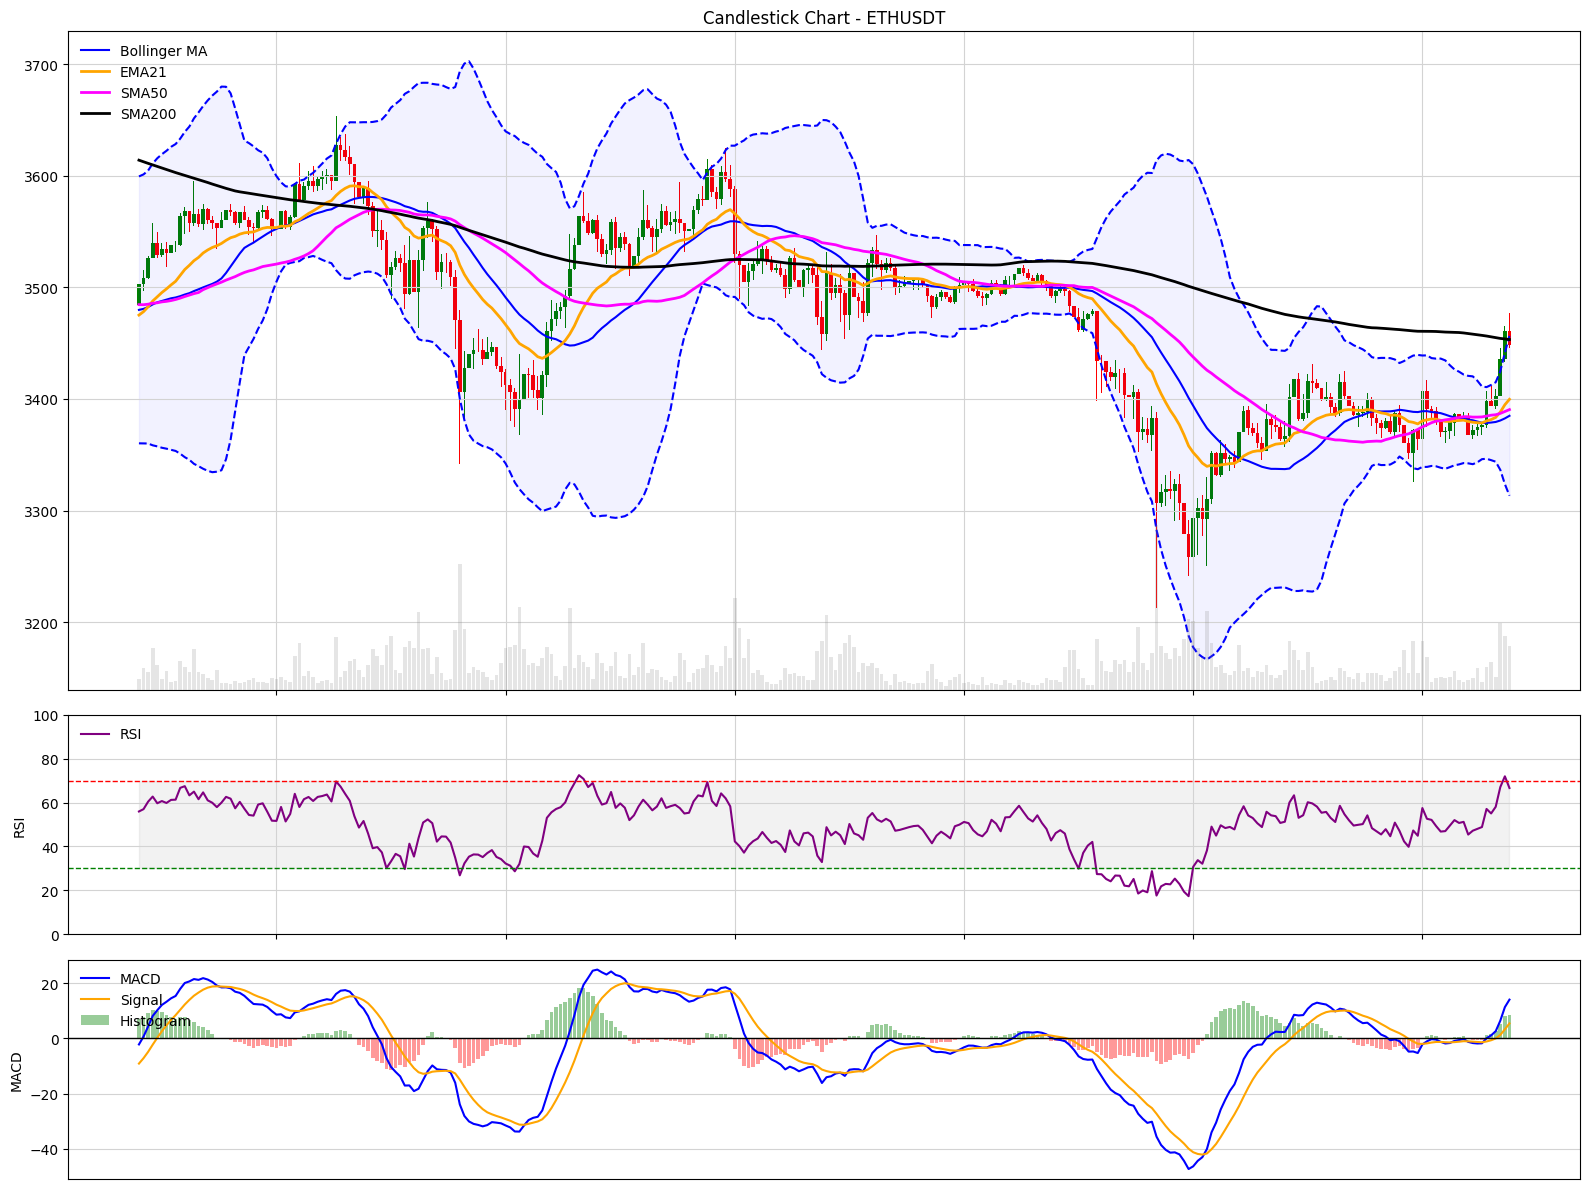 Candlestick Chart - ETHUSDT
Bollinger MA
EMA21
SMA50
SMA200
3700
3600
3500
3400
3300
3200
RSI
100
80
60
40
20
0
RSI
MACD
Signal
Histogram
20
0
−20
−40
MACD